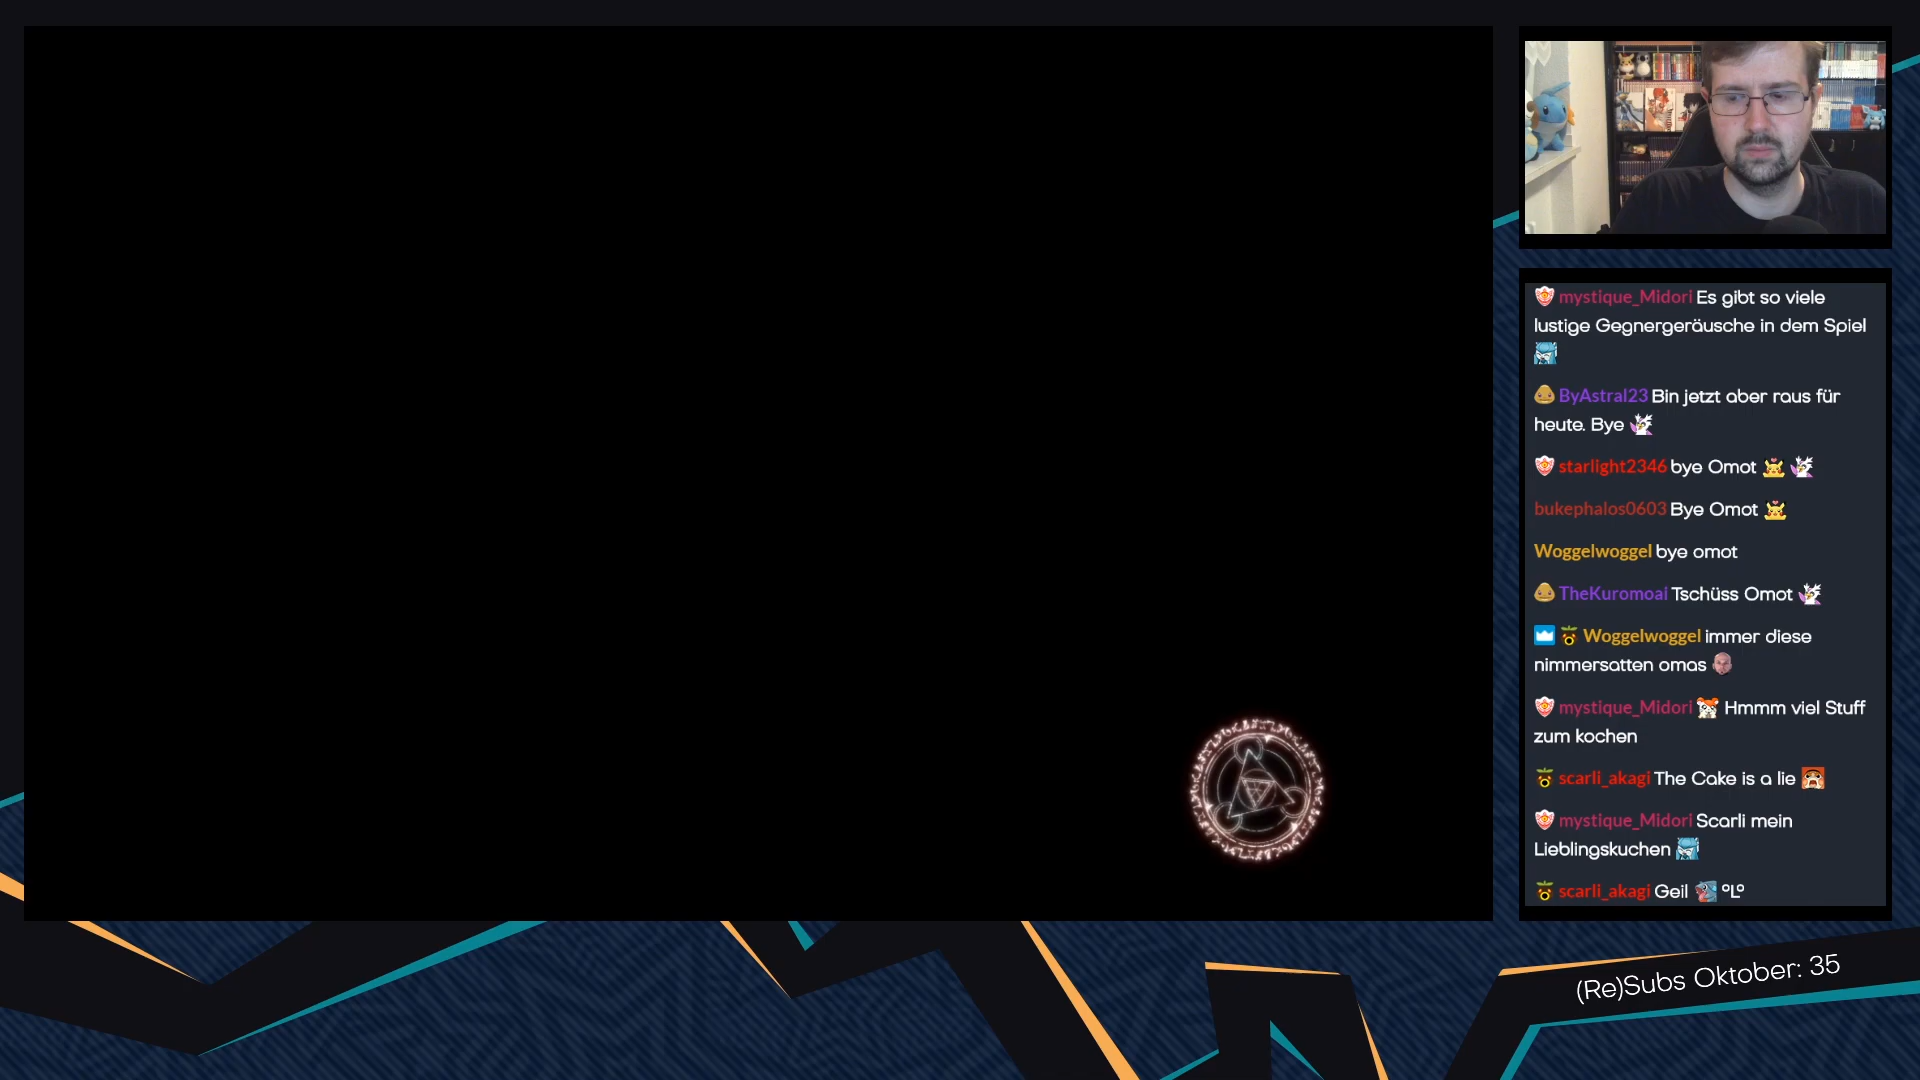 mystique_Midori Es gibt so viele
lustige Gegnergeräusche in dem Spiel
ByAstral23 Bin jetzt aber raus für
heute. Bye
starlight2346 bye Omot
bukephalos0603 Bye Omot
Woggelwoggel bye omot
TheKuromoai Tschüss Omot
Woggelwoggel immer diese
nimmersatten omas
mystique_Midori Hmmm viel Stuff
zum kochen
scarli_akagi The Cake is a lie
mystique_Midori Scarli mein
Lieblingskuchen
scarli_akagi Geil °L°
(Re)Subs Oktober: 35